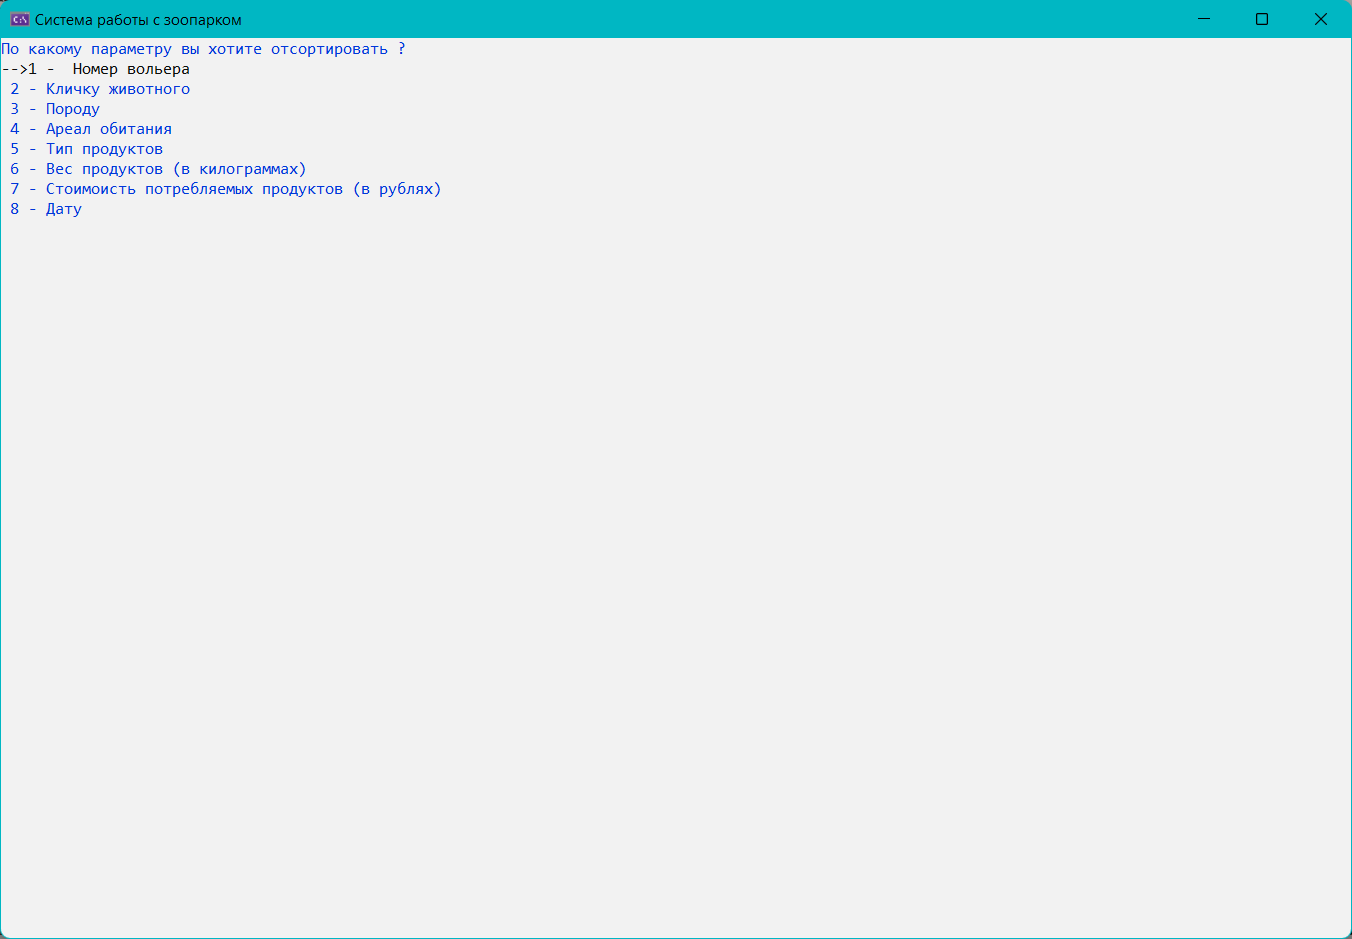 Система работы с зоопарком
По какому параметру вы хотите отсортировать ?
-->1 -  Номер вольера
 2 - Кличку животного
 3 - Породу
 4 - Ареал обитания
 5 - Тип продуктов
 6 - Вес продуктов (в килограммах)
 7 - Стоимоисть потребляемых продуктов (в рублях)
 8 - Дату